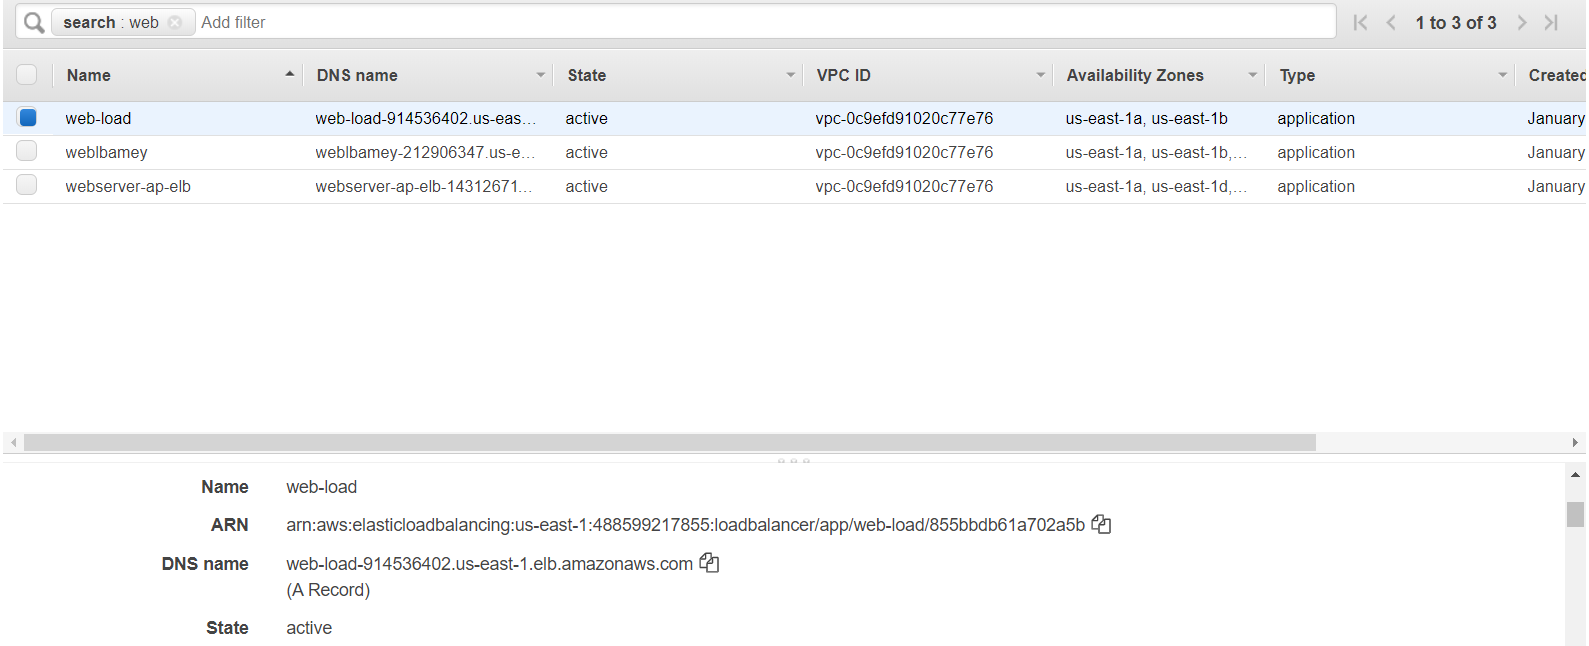 search : web Add filter 1 to 3 of 3
Name DNS name State VPC ID Availability Zones Type Created
web-load web-load-914536402.us-eas... active vpc-0c9efd91020c77e76 us-east-1a, us-east-1b application January
weblbamey weblbamey-212906347.us-e... active vpc-0c9efd91020c77e76 us-east-1a, us-east-1b,... application January
webserver-ap-elb webserver-ap-elb-14312671... active vpc-0c9efd91020c77e76 us-east-1a, us-east-1d,... application January
Name web-load
ARN arn:aws:elasticloadbalancing:us-east-1:488599217855:loadbalancer/app/web-load/855bbdb61a702a5b
DNS name web-load-914536402.us-east-1.elb.amazonaws.com
(A Record)
State active